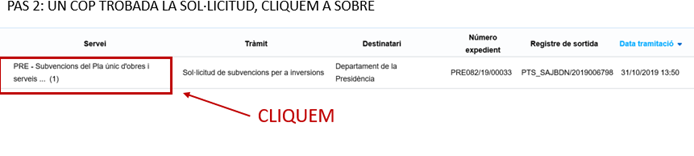 PAS 2: UN COP TROBADA LA SOL·LICITUD, CLIQUEM A SOBRE
Servei Tràmit Destinatari Número expedient Registre de sortida Data tramitació
PRE - Subvencions del Pla únic d'obres i serveis ... (1) Sol·licitud de subvencions per a inversions Departament de la Presidència PRE082/19/00033 PTS_SAJBDN/2019006798 31/10/2019 13:50
CLIQUEM